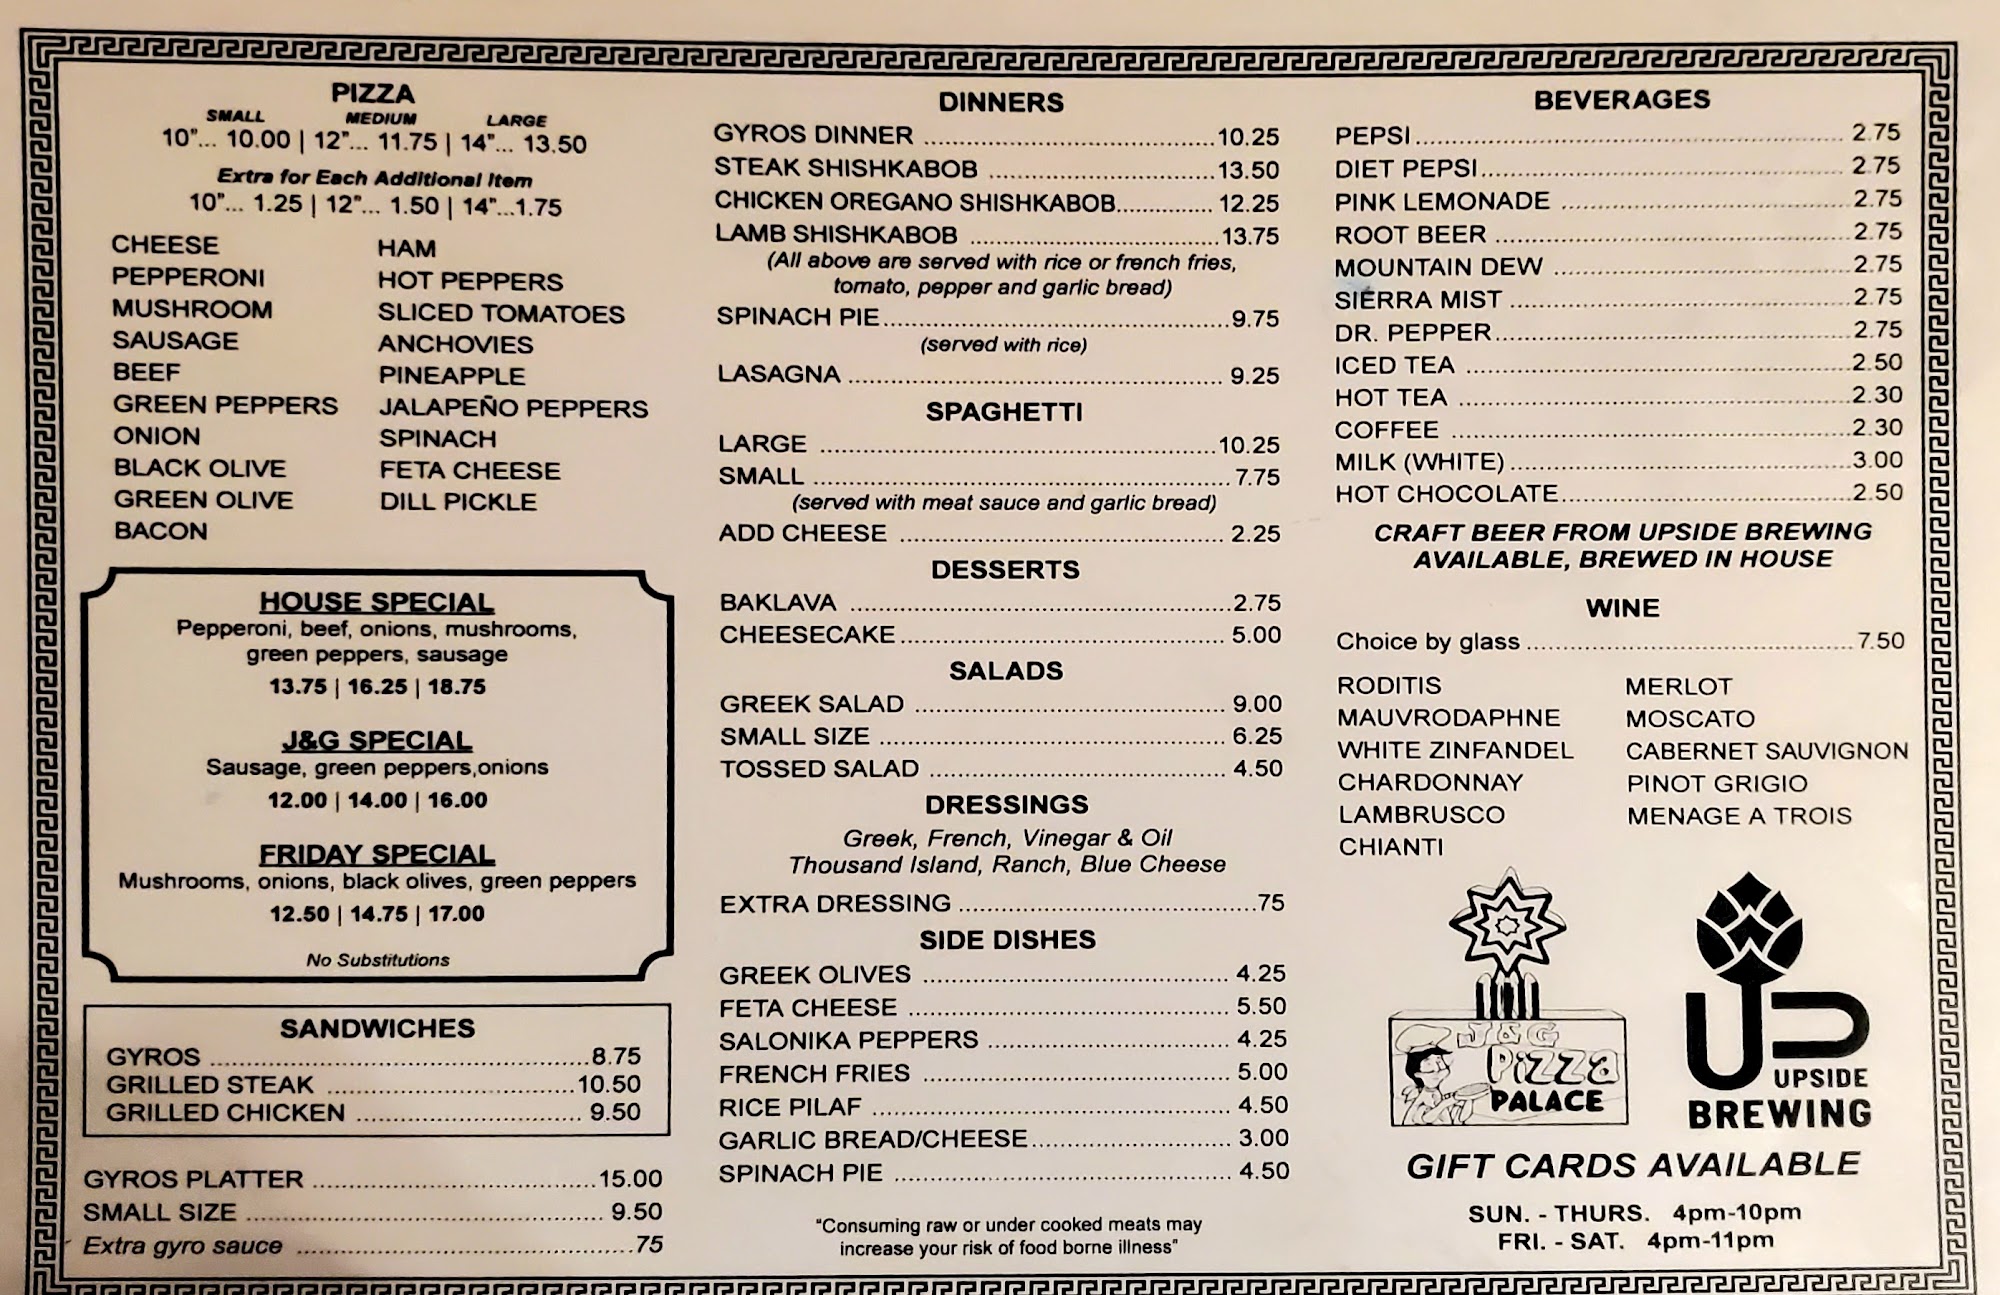 PIZZA
SMALL MEDIUM LARGE
10"... 10.00 | 12"... 11.75 | 14"... 13.50
Extra for Each Additional Item
10"... 1.25 | 12"... 1.50 | 14"...1.75
CHEESE
PEPPERONI
MUSHROOM
SAUSAGE
BEEF
GREEN PEPPERS
ONION
BLACK OLIVE
GREEN OLIVE
BACON
HAM
HOT PEPPERS
SLICED TOMATOES
ANCHOVIES
PINEAPPLE
JALAPEÑO PEPPERS
SPINACH
FETA CHEESE
DILL PICKLE
HOUSE SPECIAL
Pepperoni, beef, onions, mushrooms,
green peppers, sausage
13.75 | 16.25 | 18.75
J&G SPECIAL
Sausage, green peppers,onions
12.00 | 14.00 | 16.00
FRIDAY SPECIAL
Mushrooms, onions, black olives, green peppers
12.50 | 14.75 | 17.00
No Substitutions
SANDWICHES
GYROS ... 8.75
GRILLED STEAK ... 10.50
GRILLED CHICKEN ... 9.50
GYROS PLATTER ... 15.00
SMALL SIZE ... 9.50
Extra gyro sauce ... .75
DINNERS
GYROS DINNER ... 10.25
STEAK SHISHKABOB ... 13.50
CHICKEN OREGANO SHISHKABOB... 12.25
LAMB SHISHKABOB ... 13.75
(All above are served with rice or french fries,
tomato, pepper and garlic bread)
SPINACH PIE... 9.75
(served with rice)
LASAGNA ... 9.25
SPAGHETTI
LARGE ... 10.25
SMALL ... 7.75
(served with meat sauce and garlic bread)
ADD CHEESE ... 2.25
DESSERTS
BAKLAVA ... 2.75
CHEESECAKE... 5.00
SALADS
GREEK SALAD ... 9.00
SMALL SIZE ... 6.25
TOSSED SALAD ... 4.50
DRESSINGS
Greek, French, Vinegar & Oil
Thousand Island, Ranch, Blue Cheese
EXTRA DRESSING ... .75
SIDE DISHES
GREEK OLIVES ... 4.25
FETA CHEESE ... 5.50
SALONIKA PEPPERS ... 4.25
FRENCH FRIES ... 5.00
RICE PILAF ... 4.50
GARLIC BREAD/CHEESE... 3.00
SPINACH PIE ... 4.50
"Consuming raw or under cooked meats may
increase your risk of food borne illness"
BEVERAGES
PEPSI... 2.75
DIET PEPSI... 2.75
PINK LEMONADE ... 2.75
ROOT BEER ... 2.75
MOUNTAIN DEW ... 2.75
SIERRA MIST ... 2.75
DR. PEPPER... 2.75
ICED TEA ... 2.50
HOT TEA ... 2.30
COFFEE ... 2.30
MILK (WHITE)... 3.00
HOT CHOCOLATE... 2.50
CRAFT BEER FROM UPSIDE BREWING
AVAILABLE, BREWED IN HOUSE
WINE
Choice by glass ... 7.50
RODITIS
MAUVRODAPHNE
WHITE ZINFANDEL
CHARDONNAY
LAMBRUSCO
CHIANTI
MERLOT
MOSCATO
CABERNET SAUVIGNON
PINOT GRIGIO
MENAGE A TROIS
J & G
PiZZa
PALACE
UP
UPSIDE
BREWING
GIFT CARDS AVAILABLE
SUN. - THURS. 4pm-10pm
FRI. - SAT. 4pm-11pm